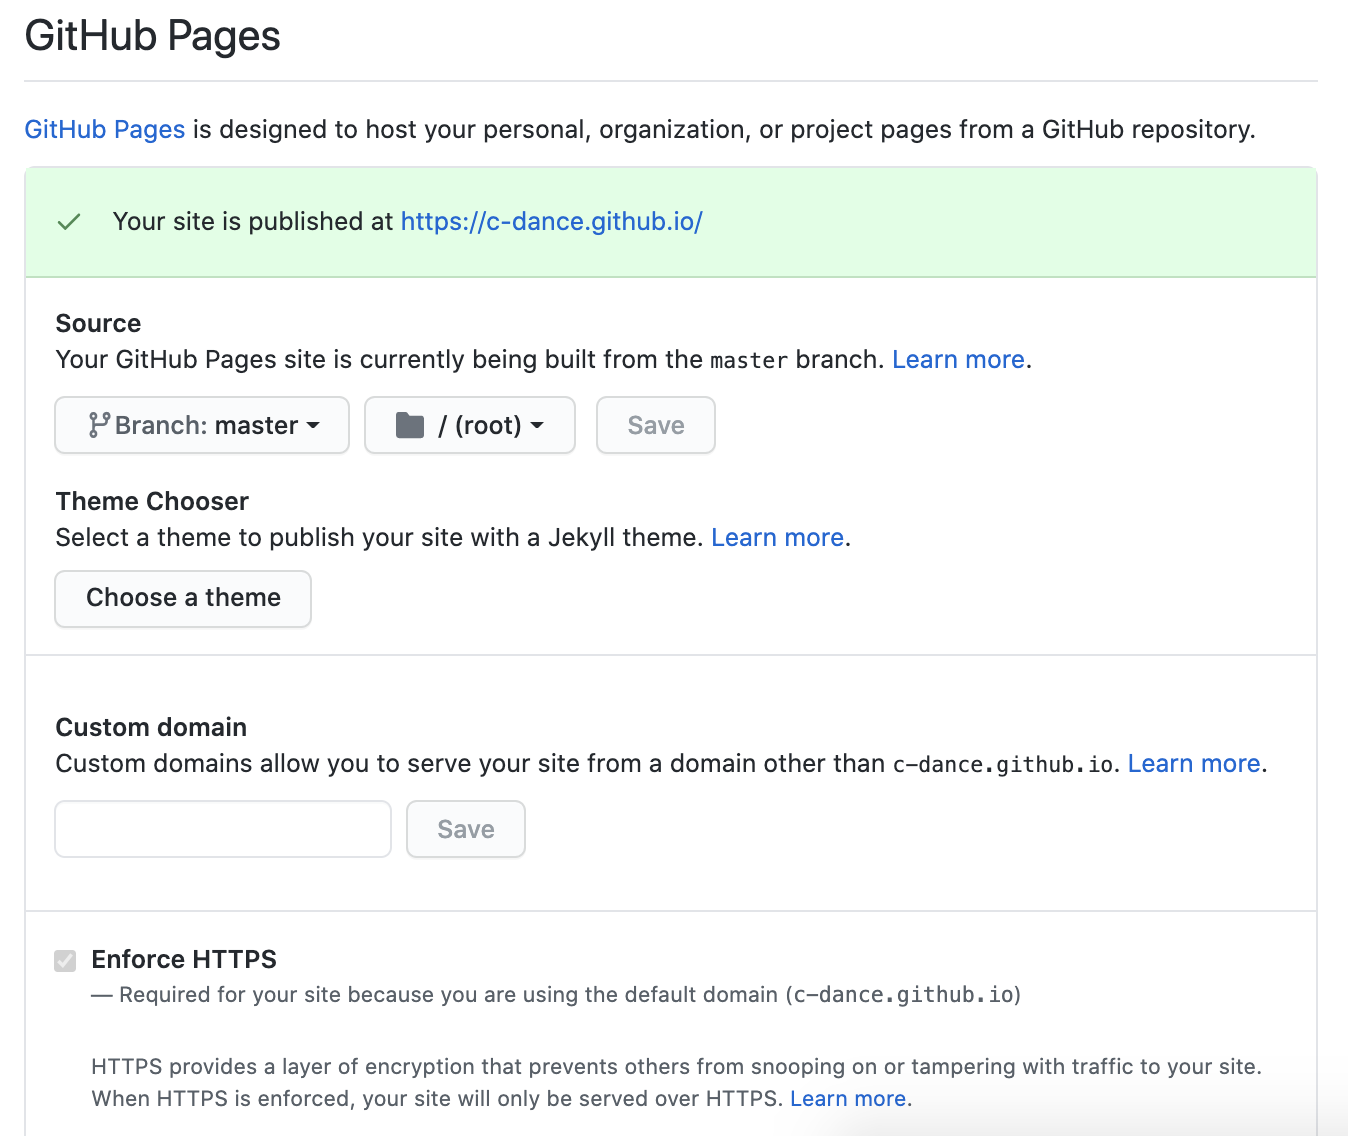 GitHub Pages
GitHub Pages is designed to host your personal, organization, or project pages from a GitHub repository.
Your site is published at https://c-dance.github.io/
Source
Your GitHub Pages site is currently being built from the master branch. Learn more.
Branch: master
/ (root)
Save
Theme Chooser
Select a theme to publish your site with a Jekyll theme. Learn more.
Choose a theme
Custom domain
Custom domains allow you to serve your site from a domain other than c-dance.github.io. Learn more.
Save
Enforce HTTPS
— Required for your site because you are using the default domain (c-dance.github.io)
HTTPS provides a layer of encryption that prevents others from snooping on or tampering with traffic to your site.
When HTTPS is enforced, your site will only be served over HTTPS. Learn more.